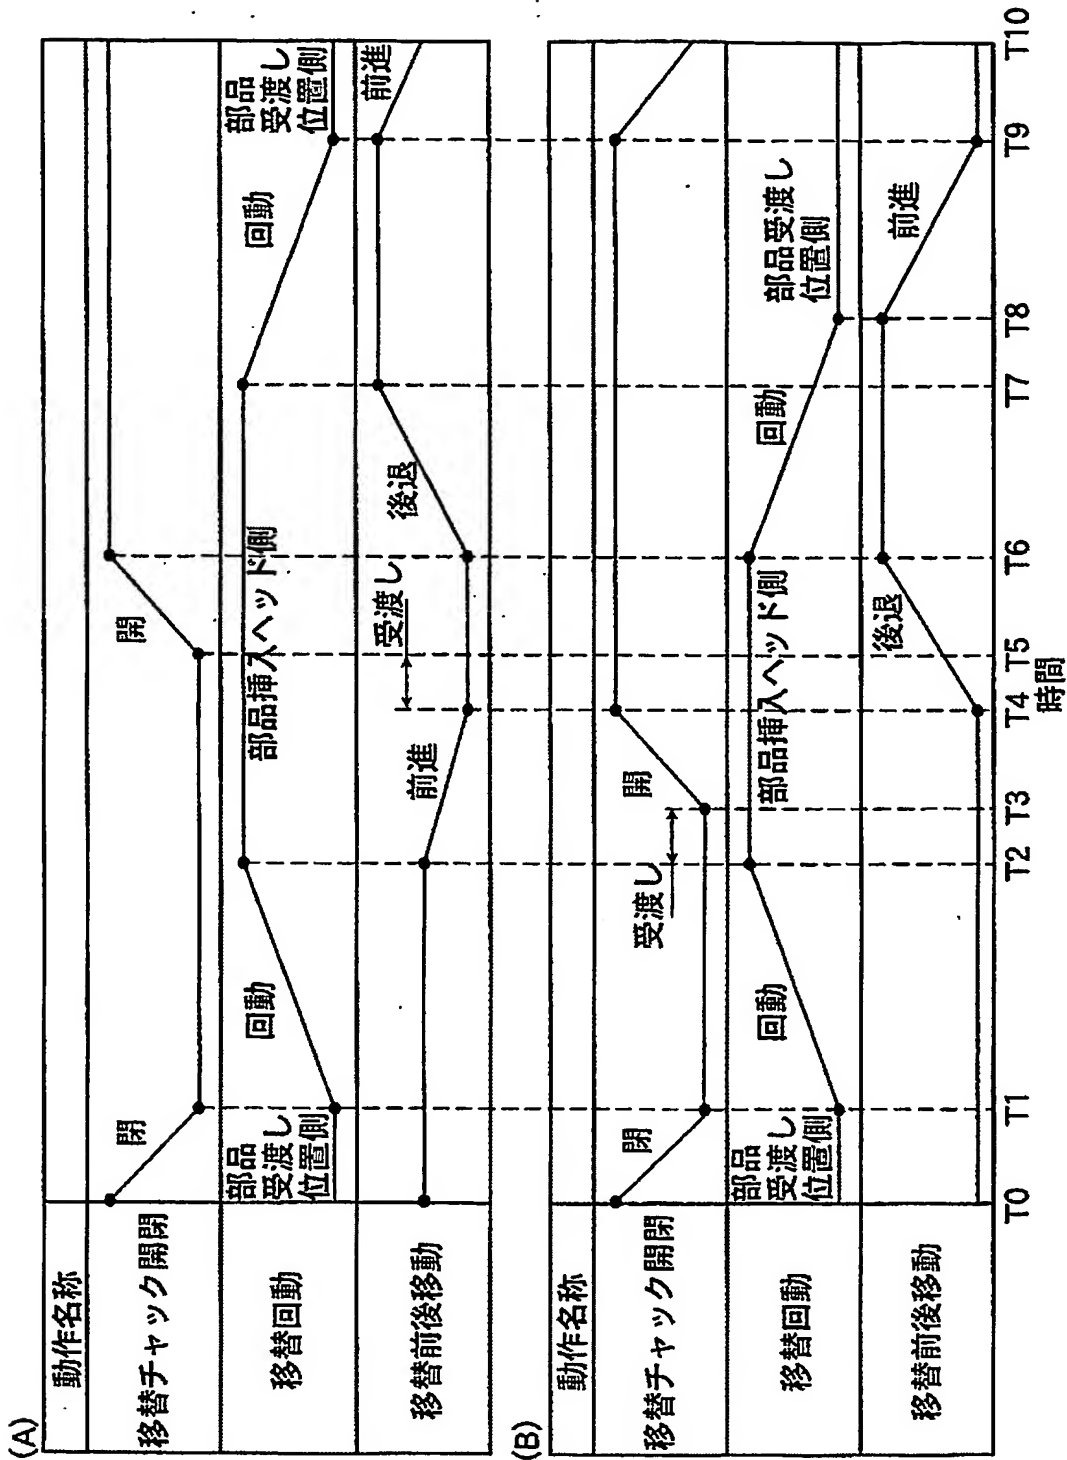 (A)
動作名称
移替チャック開閉
閉
開
移替回動
部品
受渡し
位置側
回動
部品挿入ヘッド側
回動
部品
受渡し
位置側
移替前後移動
前進
受渡し
後退
前進
(B)
動作名称
移替チャック開閉
閉
受渡し
開
移替回動
部品
受渡し
位置側
回動
部品挿入ヘッド側
回動
部品受渡し
位置側
移替前後移動
後退
前進
T0 T1 T2 T3 T4 T5 T6 T7 T8 T9 T10
時間